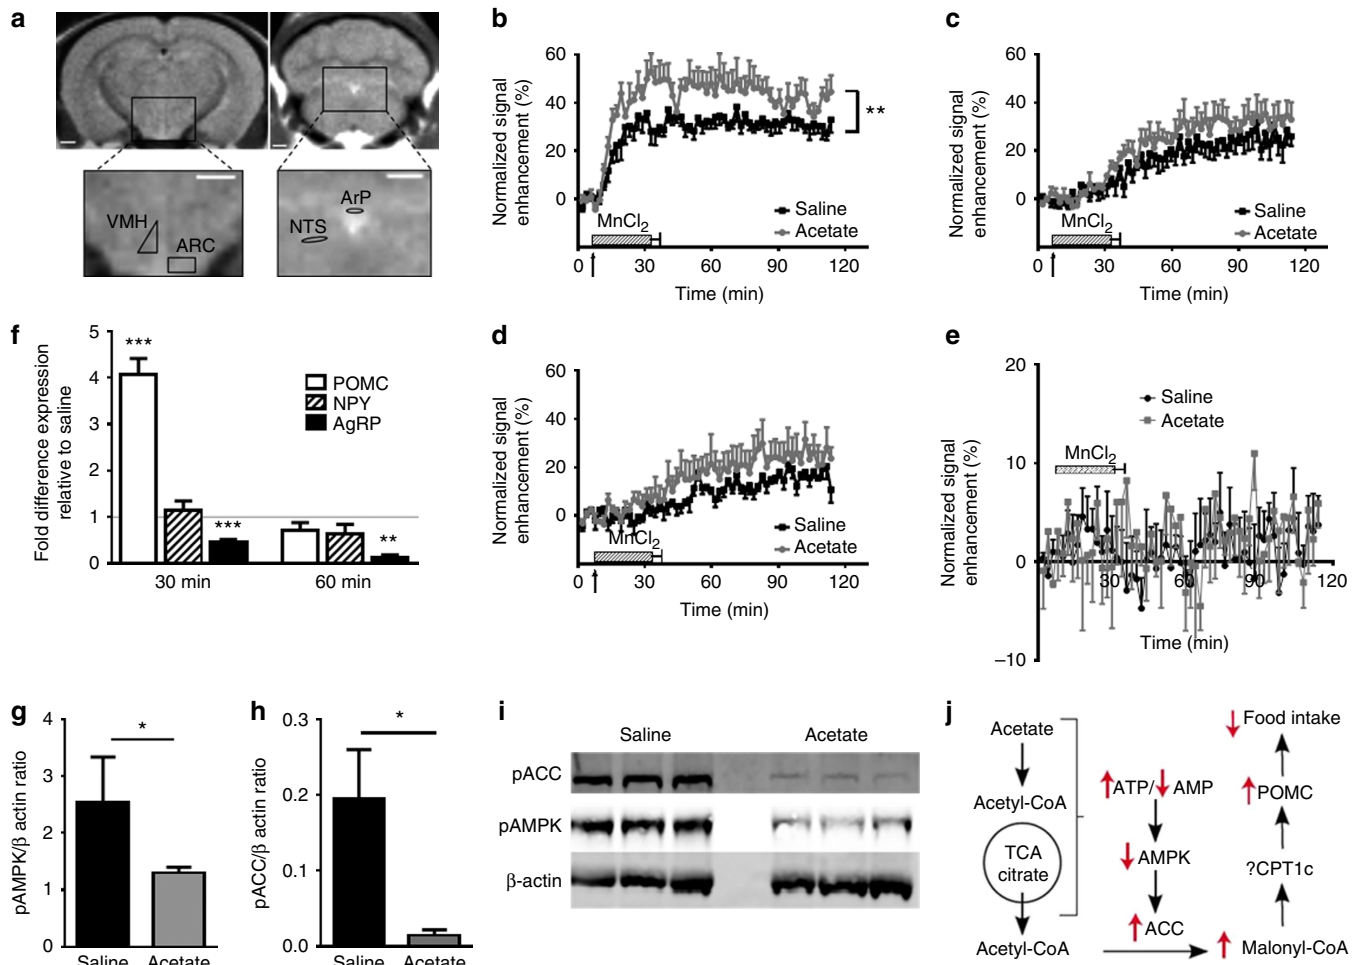 a
VMH
ARC
NTS
ArP
b
Normalized signal
enhancement (%)
60
40
20
0
MnCl2
Saline
Acetate
**
0 30 60 90 120
Time (min)
c
Normalized signal
enhancement (%)
60
40
20
0
MnCl2
Saline
Acetate
0 30 60 90 120
Time (min)
f
Fold difference expression
relative to saline
5
4
3
2
1
0
***
***
**
POMC
NPY
AgRP
30 min 60 min
d
Normalized signal
enhancement (%)
60
40
20
0
MnCl2
Saline
Acetate
0 30 60 90 120
Time (min)
e
Normalized signal
enhancement (%)
20
10
0
–10
Saline
Acetate
MnCl2
30 60 90 120
Time (min)
g
pAMPK/β actin ratio
4
3
2
1
0
*
Saline Acetate
h
pACC/β actin ratio
0.3
0.2
0.1
0.0
*
Saline Acetate
i
Saline Acetate
pACC
pAMPK
β-actin
j
Acetate
Acetyl-CoA
TCA
citrate
Acetyl-CoA
ATP/ AMP
AMPK
ACC
Food intake
POMC
?CPT1c
Malonyl-CoA